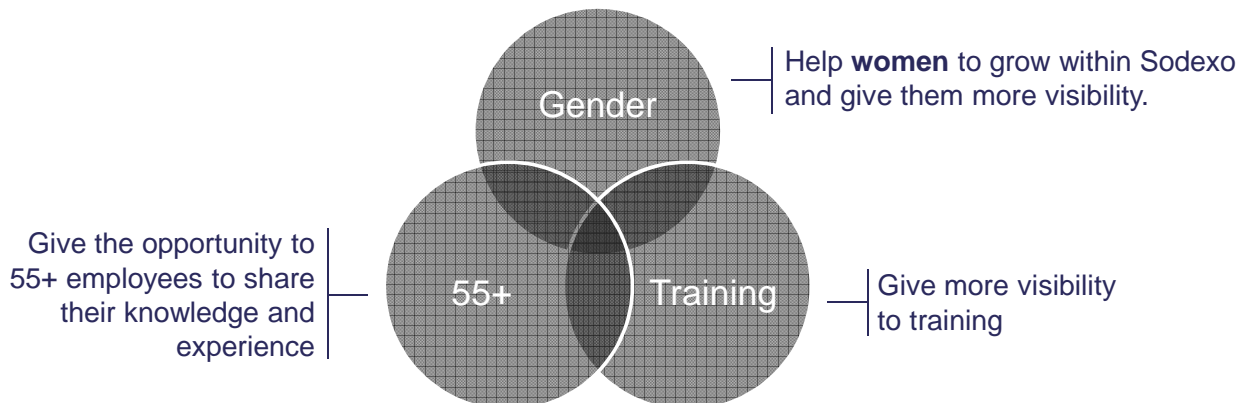 Gender
Help women to grow within Sodexo
and give them more visibility.
Give the opportunity to
55+ employees to share
their knowledge and
experience
55+
Training
Give more visibility
to training